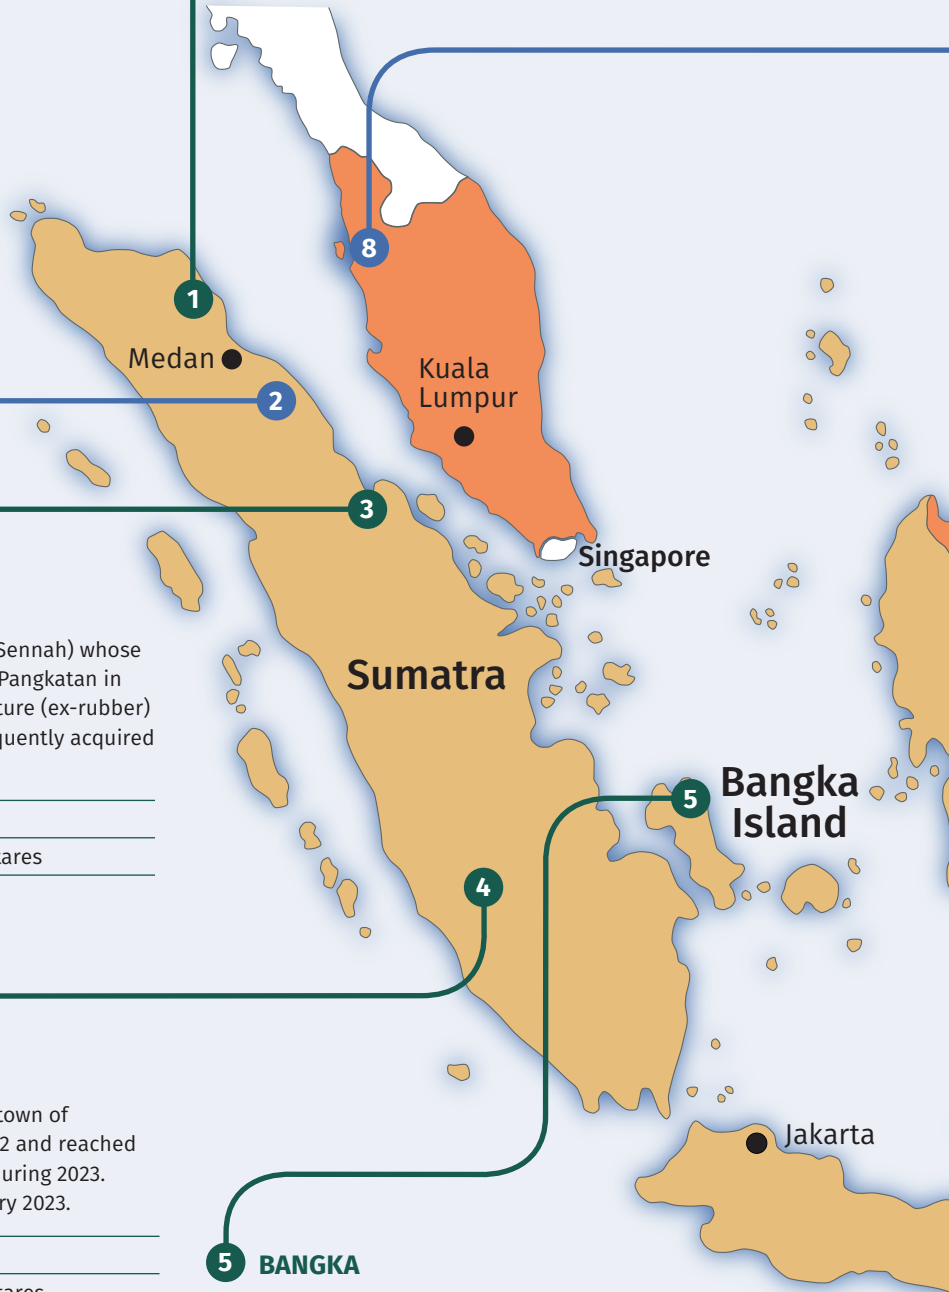 8
1
Medan
Kuala
Lumpur
2
3
Singapore
Sennah) whose
Pangkatan in
ture (ex-rubber)
quently acquired
Sumatra
Bangka
Island
5
tares
4
town of
2 and reached
uring 2023.
ry 2023.
Jakarta
5 BANGKA